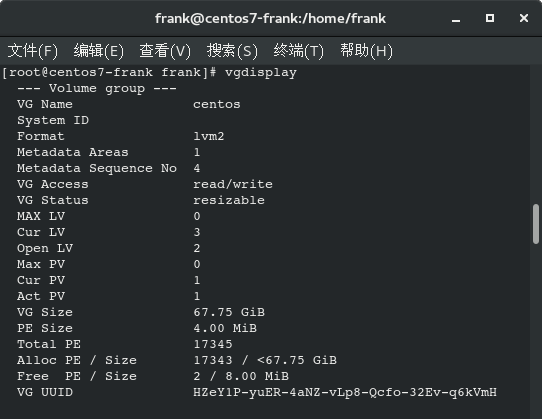 frank@centos7-frank:/home/frank
文件(F) 编辑(E) 查看(V) 搜索(S) 终端(T) 帮助(H)
[root@centos7-frank frank]# vgdisplay
--- Volume group ---
VG Name centos
System ID
Format lvm2
Metadata Areas 1
Metadata Sequence No 4
VG Access read/write
VG Status resizable
MAX LV 0
Cur LV 3
Open LV 2
Max PV 0
Cur PV 1
Act PV 1
VG Size 67.75 GiB
PE Size 4.00 MiB
Total PE 17345
Alloc PE / Size 17343 / <67.75 GiB
Free  PE / Size 2 / 8.00 MiB
VG UUID HZeY1P-yuER-4aNZ-vLp8-Qcfo-32Ev-q6kVmH